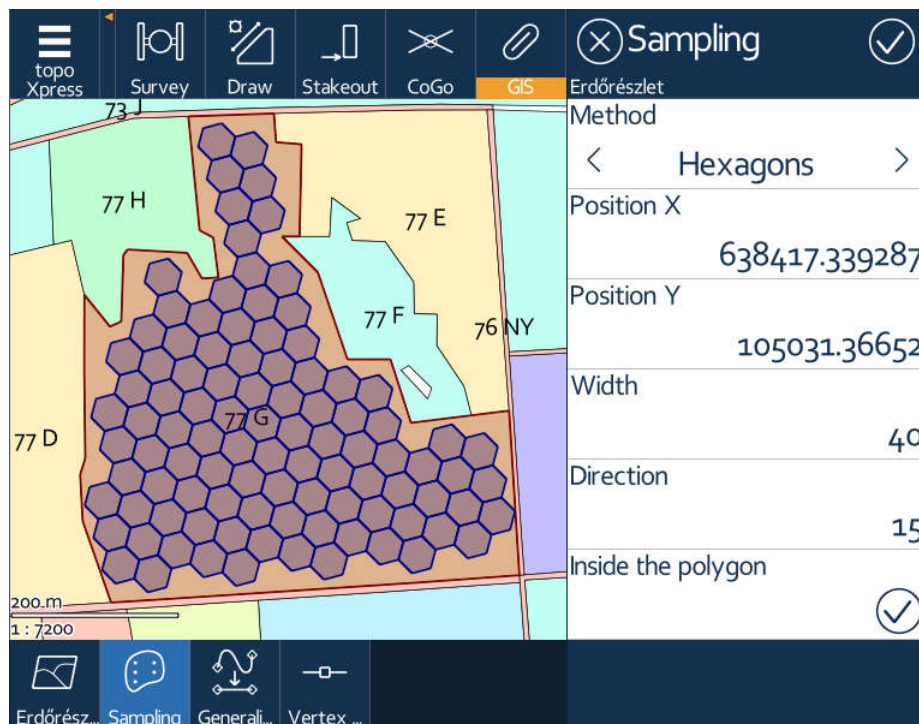 topo
Xpress
Survey
Draw
Stakeout
CoGo
GIS
Sampling
Erdőrészlet
73 J
77 H
77 E
77 F
76 NY
77 G
77 D
200 m
1 : 7200
Method
Hexagons
Position X
638417.339287
Position Y
105031.36652
Width
40
Direction
15
Inside the polygon
Erdőrész...
Sampling
Generali...
Vertex ...